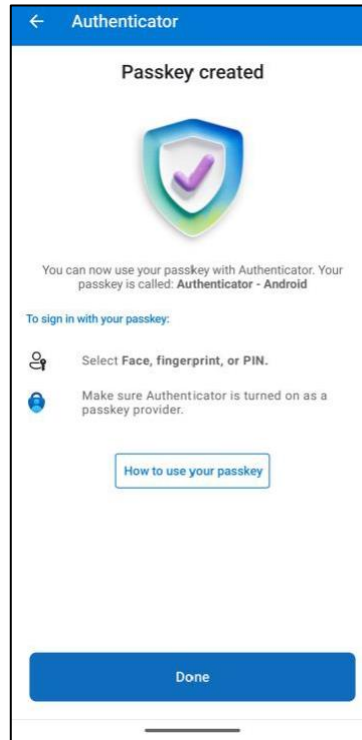 Authenticator
Passkey created
You can now use your passkey with Authenticator. Your
passkey is called: Authenticator - Android
To sign in with your passkey:
Select Face, fingerprint, or PIN.
Make sure Authenticator is turned on as a
passkey provider.
How to use your passkey
Done